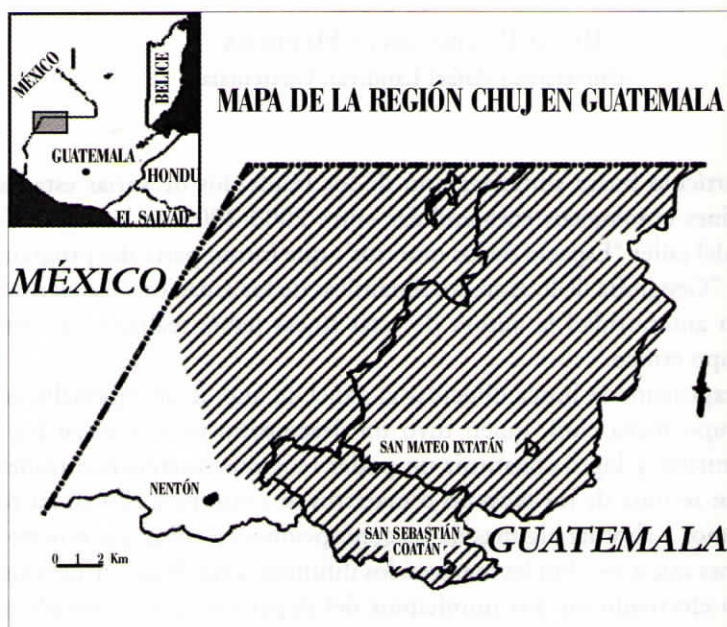 MÉXICO
BELICE
GUATEMALA
HONDU
EL SALVAD
MAPA DE LA REGIÓN CHUJ EN GUATEMALA
MÉXICO
SAN MATEO IXTATÁN
NENTÓN
SAN SEBASTIÁN
COATÁN
GUATEMALA
0 1 2 Km